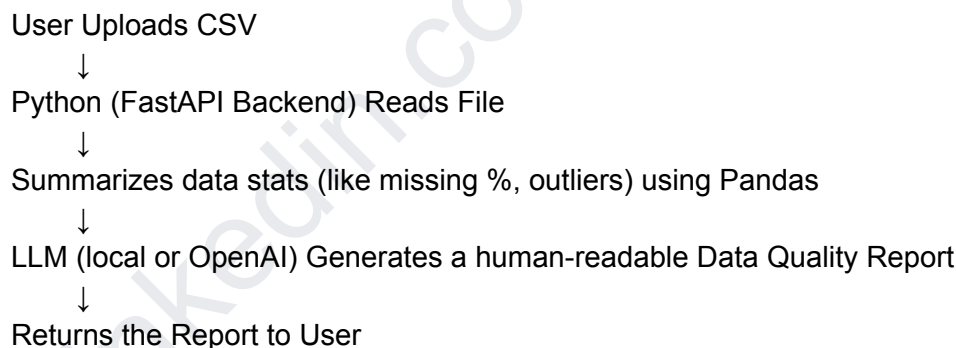 User Uploads CSV
↓
Python (FastAPI Backend) Reads File
↓
Summarizes data stats (like missing %, outliers) using Pandas
↓
LLM (local or OpenAI) Generates a human-readable Data Quality Report
↓
Returns the Report to User